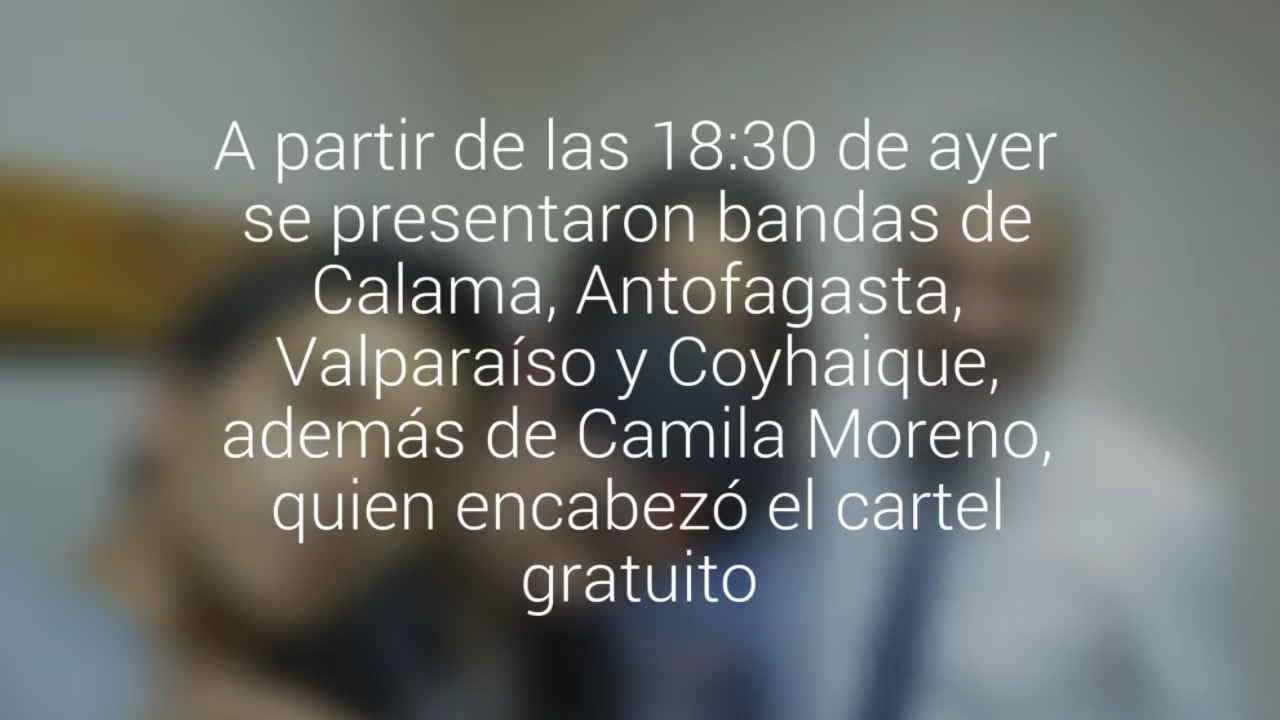 A partir de las 18:30 de ayer
se presentaron bandas de
Calama, Antofagasta,
Valparaíso y Coyhaique,
además de Camila Moreno,
quien encabezó el cartel
gratuito